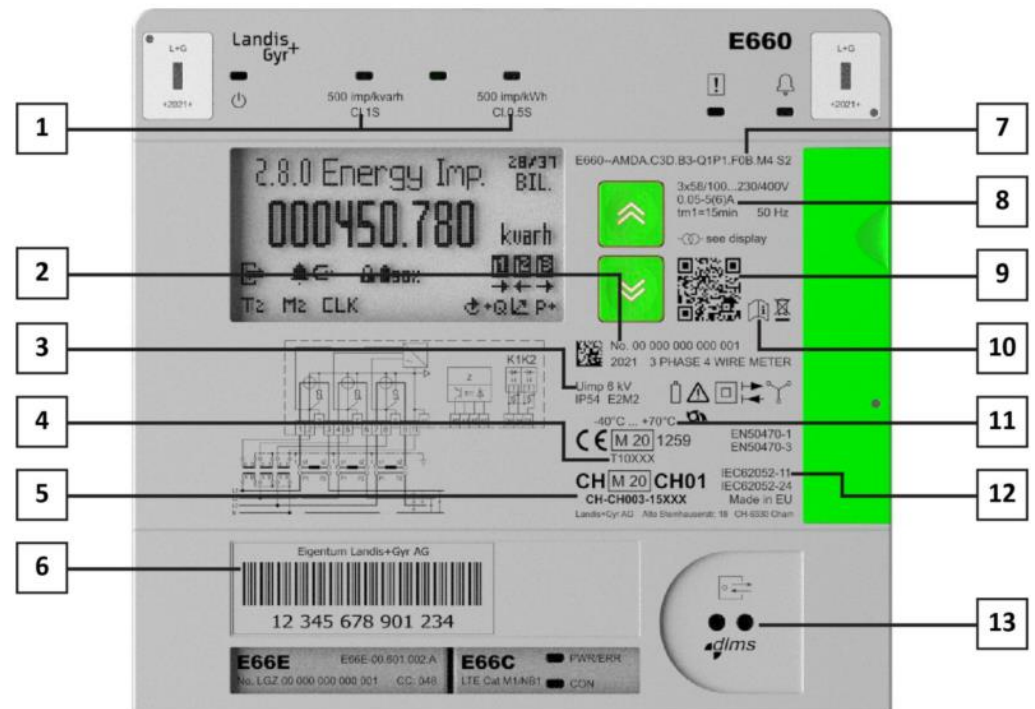 L+G
+2021+
Landis
Gyr+
E660
L+G
+2021+
500 imp/kvarh
Cl.1S
500 imp/kWh
Cl.0.5S
1
7
E660--AMDA.C3D.B3-Q1P1.F0B.M4 S2
2.8.0 Energy Imp.
28/37
BIL.
000450.780
kvarh
3x58/100...230/400V
0.05-5(6)A
tm1=15min 50 Hz
see display
8
2
9
90%
T2 M2 CLK
+Q
P+
No. 00 000 000 000 001
2021 3 PHASE 4 WIRE METER
10
3
K1K2
Z
Uimp 6 kV
IP54 E2M2
4
-40°C ... +70°C
11
CE M 20 1259
T10XXX
EN50470-1
EN50470-3
5
CH M 20 CH01
CH-CH003-15XXX
IEC62052-11
IEC62052-24
Made in EU
12
Landis+Gyr AG Alte Steinhauserstr. 18 CH-6330 Cham
6
Eigentum Landis+Gyr AG
12 345 678 901 234
13
dlms
E66E
E66E-00.601.002.A
No. LGZ 00 000 000 000 001 CC: 048
E66C
PWR/ERR
LTE Cat M1/NB1
CON